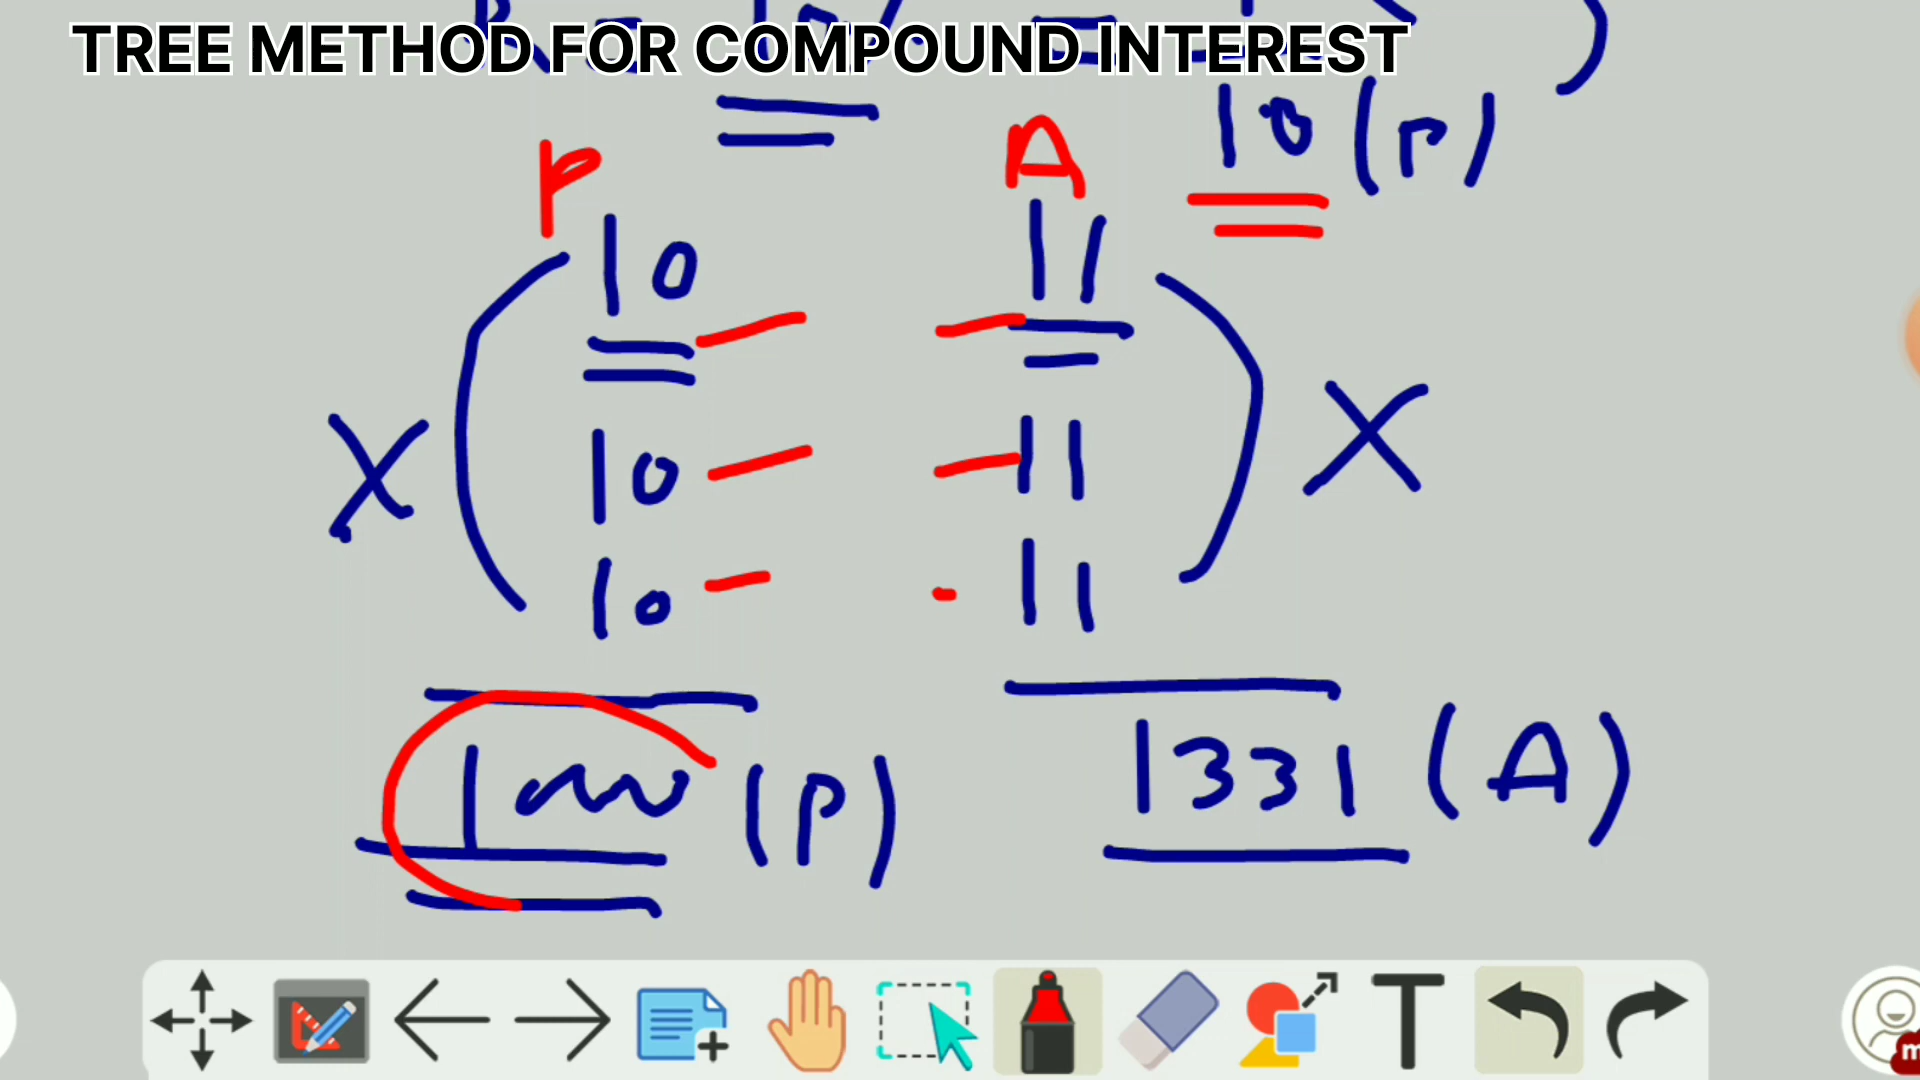 TREE METHOD FOR COMPOUND INTEREST
10 (P)
P A
10 11
10 11
10 11
X X
1000 (P) 1331 (A)
T